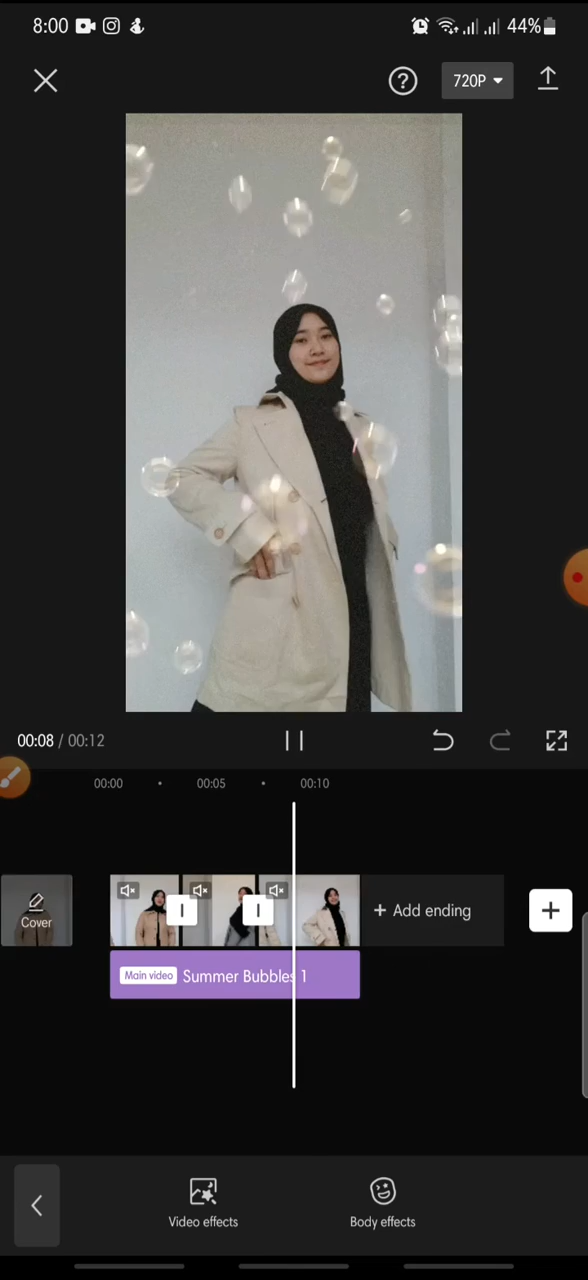 8:00 44%
720P
00:08 / 00:12
00:00 00:05 00:10
Cover
+ Add ending
Main video Summer Bubbles 1
Video effects Body effects